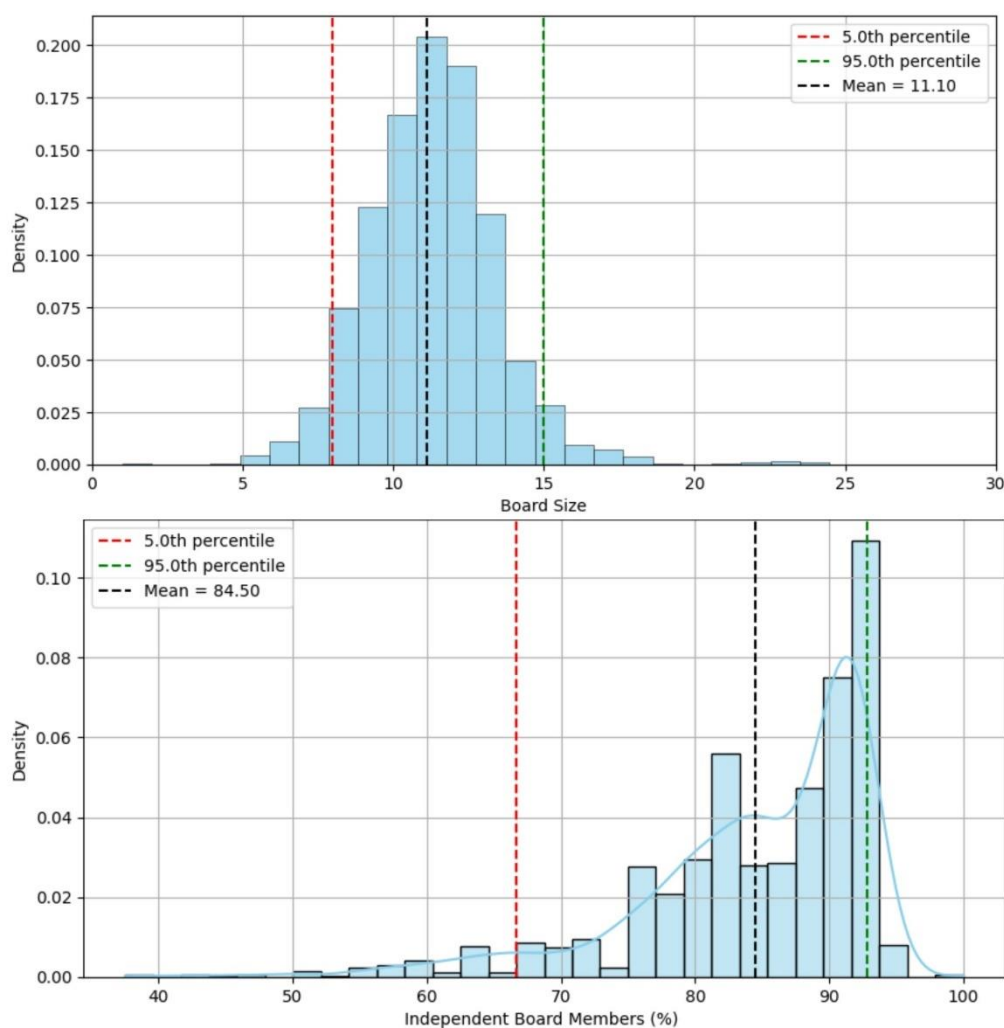 0.200
0.175
0.150
0.125
0.100
0.075
0.050
0.025
0.000
Density
5.0th percentile
95.0th percentile
Mean = 11.10
0 5 10 15 20 25 30
Board Size
5.0th percentile
95.0th percentile
Mean = 84.50
0.10
0.08
0.06
0.04
0.02
0.00
Density
40 50 60 70 80 90 100
Independent Board Members (%)